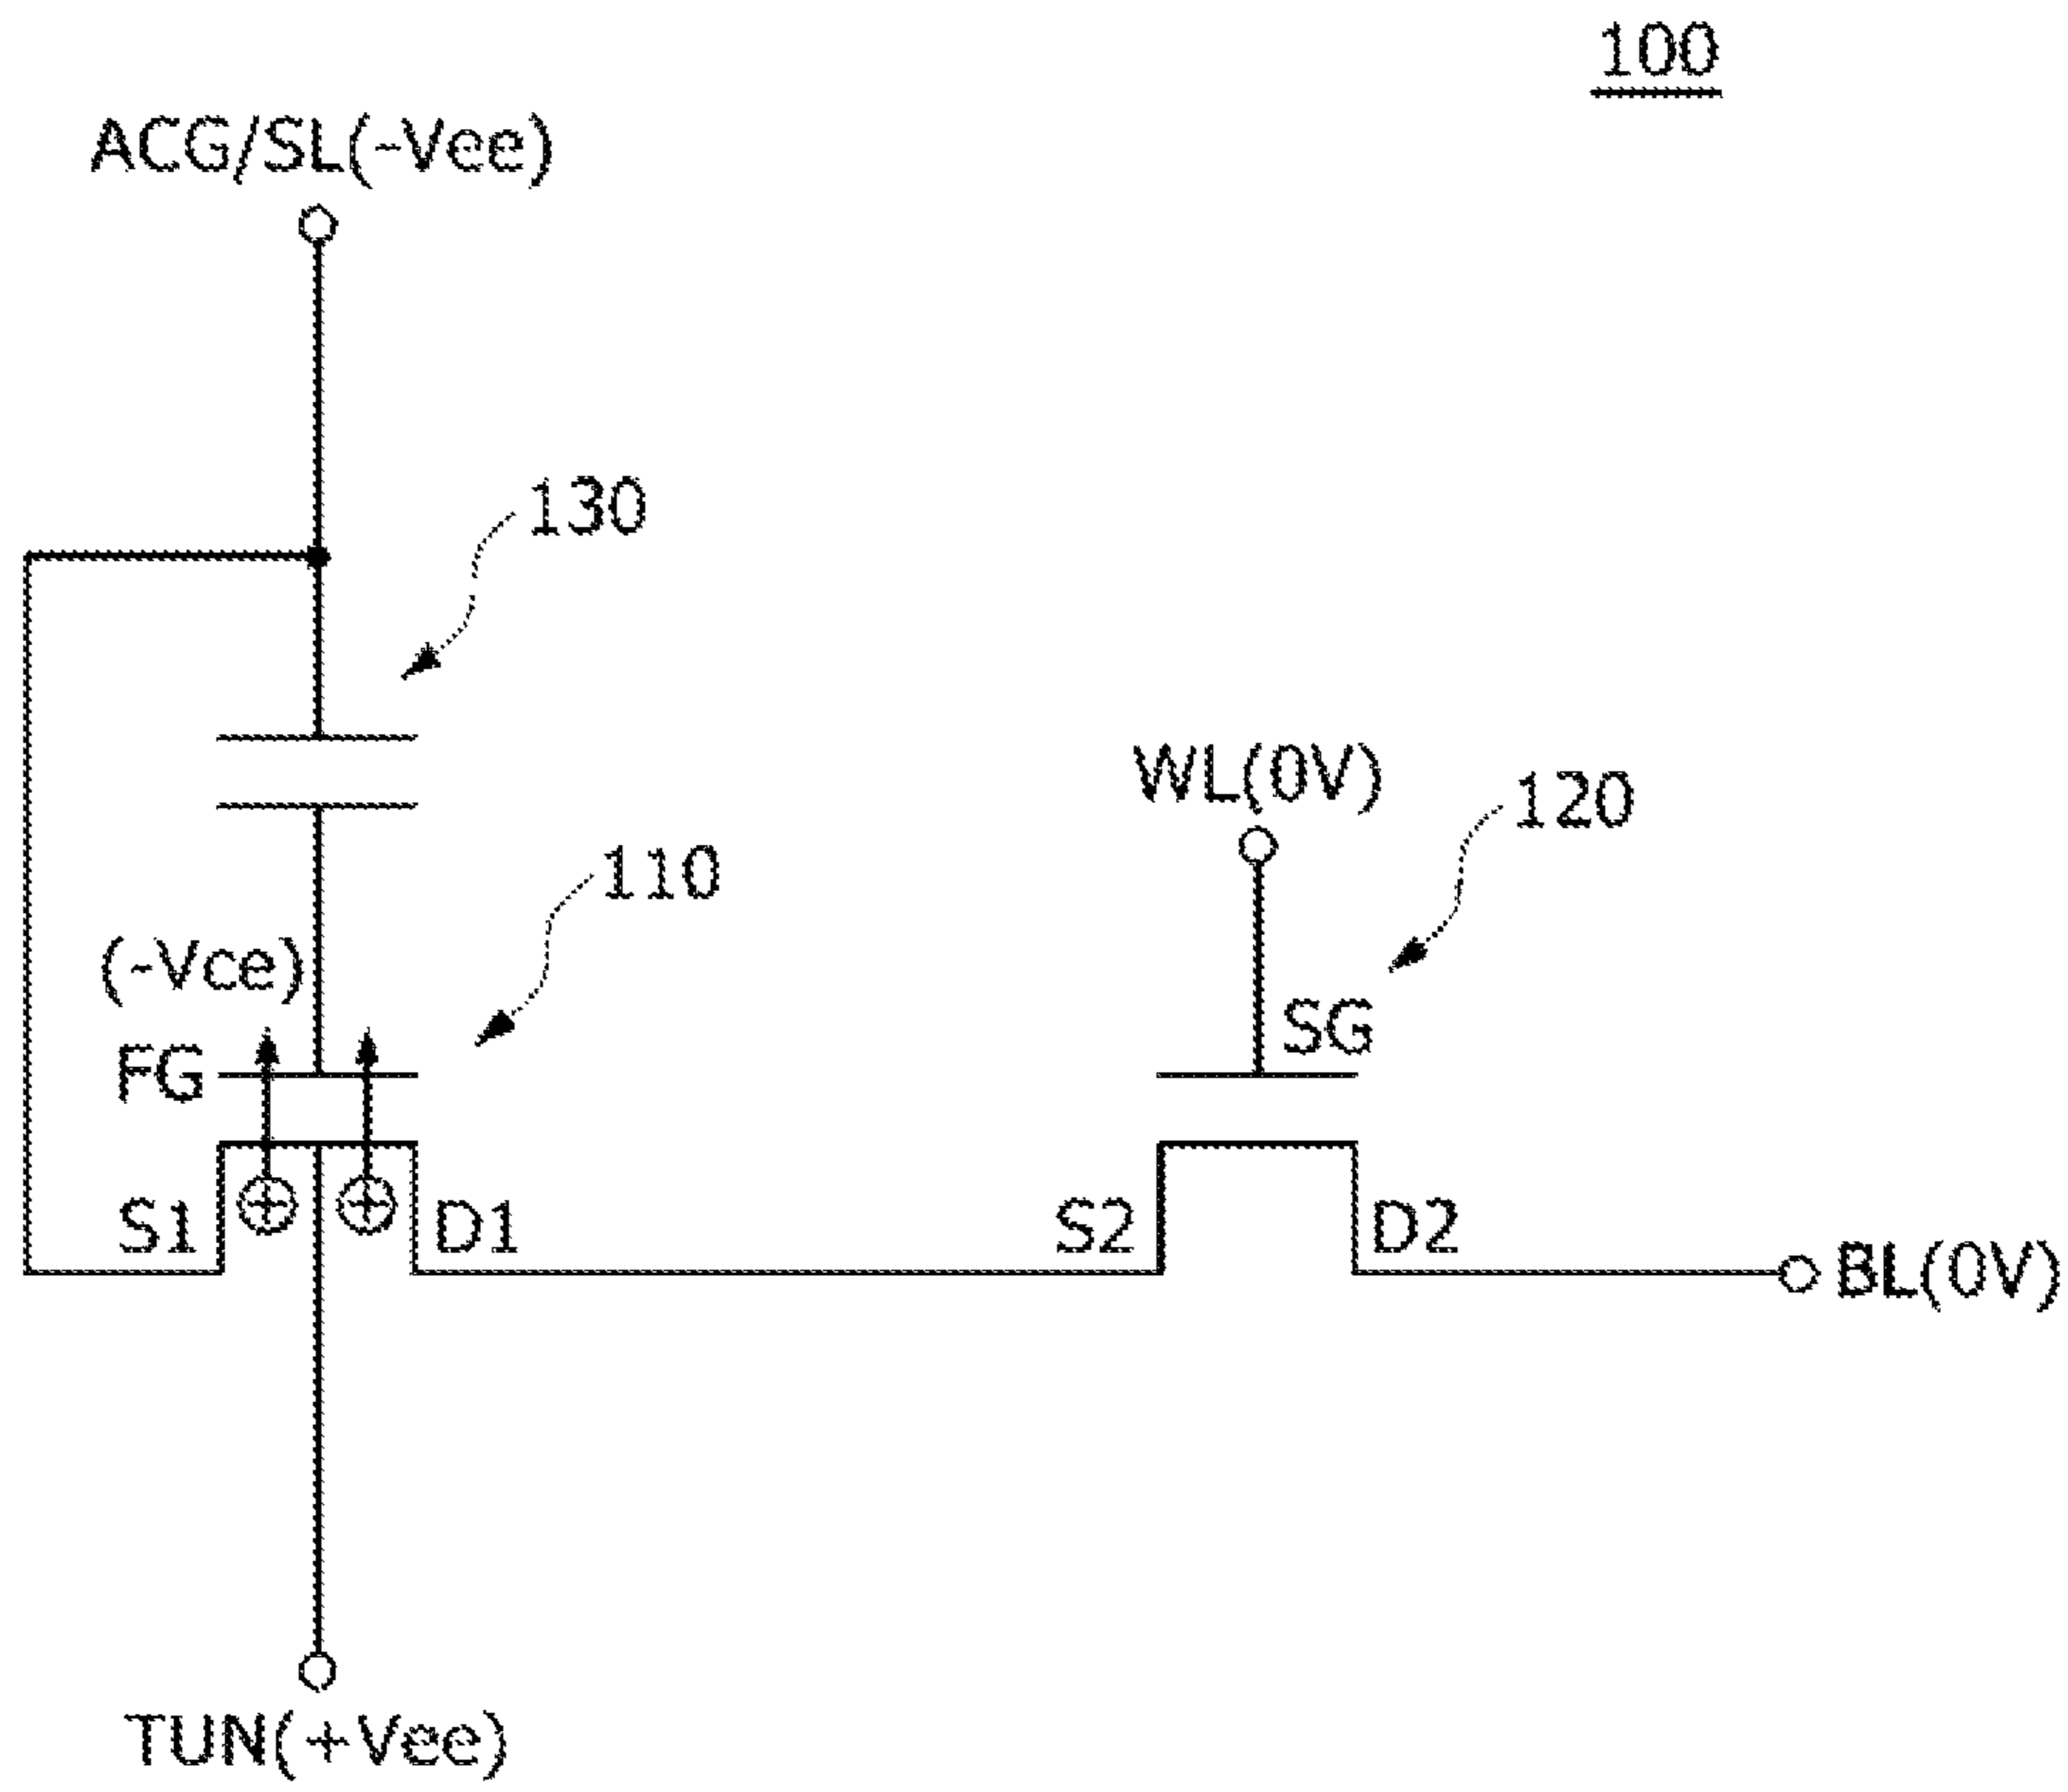 100
ACG/SL(-Vee)
130
WL(0V)
120
110
(-Vce)
SG
FG
S1
D1
S2
D2
BL(0V)
TUN(+Vee)